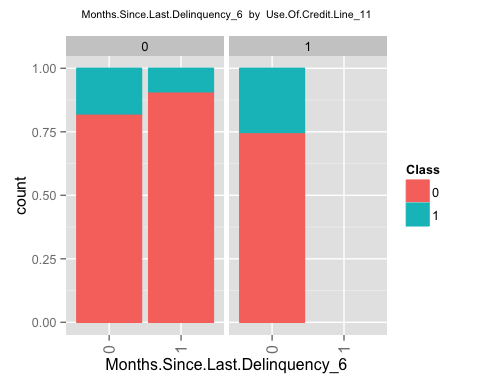 Months.Since.Last.Delinquency_6 by Use.Of.Credit.Line_11
0 1
1.00
0.75
0.50
0.25
0.00
count
0 1 0 1
Months.Since.Last.Delinquency_6
Class
0
1